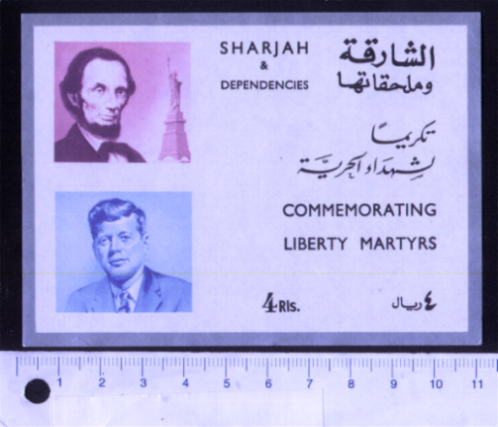 SHARJAH
&
DEPENDENCIES
الشارقة
وملحقاتها
تكريمًا
لشهداء الحرية
COMMEMORATING
LIBERTY MARTYRS
4 Rls.
٤ ريال
1 2 3 4 5 6 7 8 9 10 11